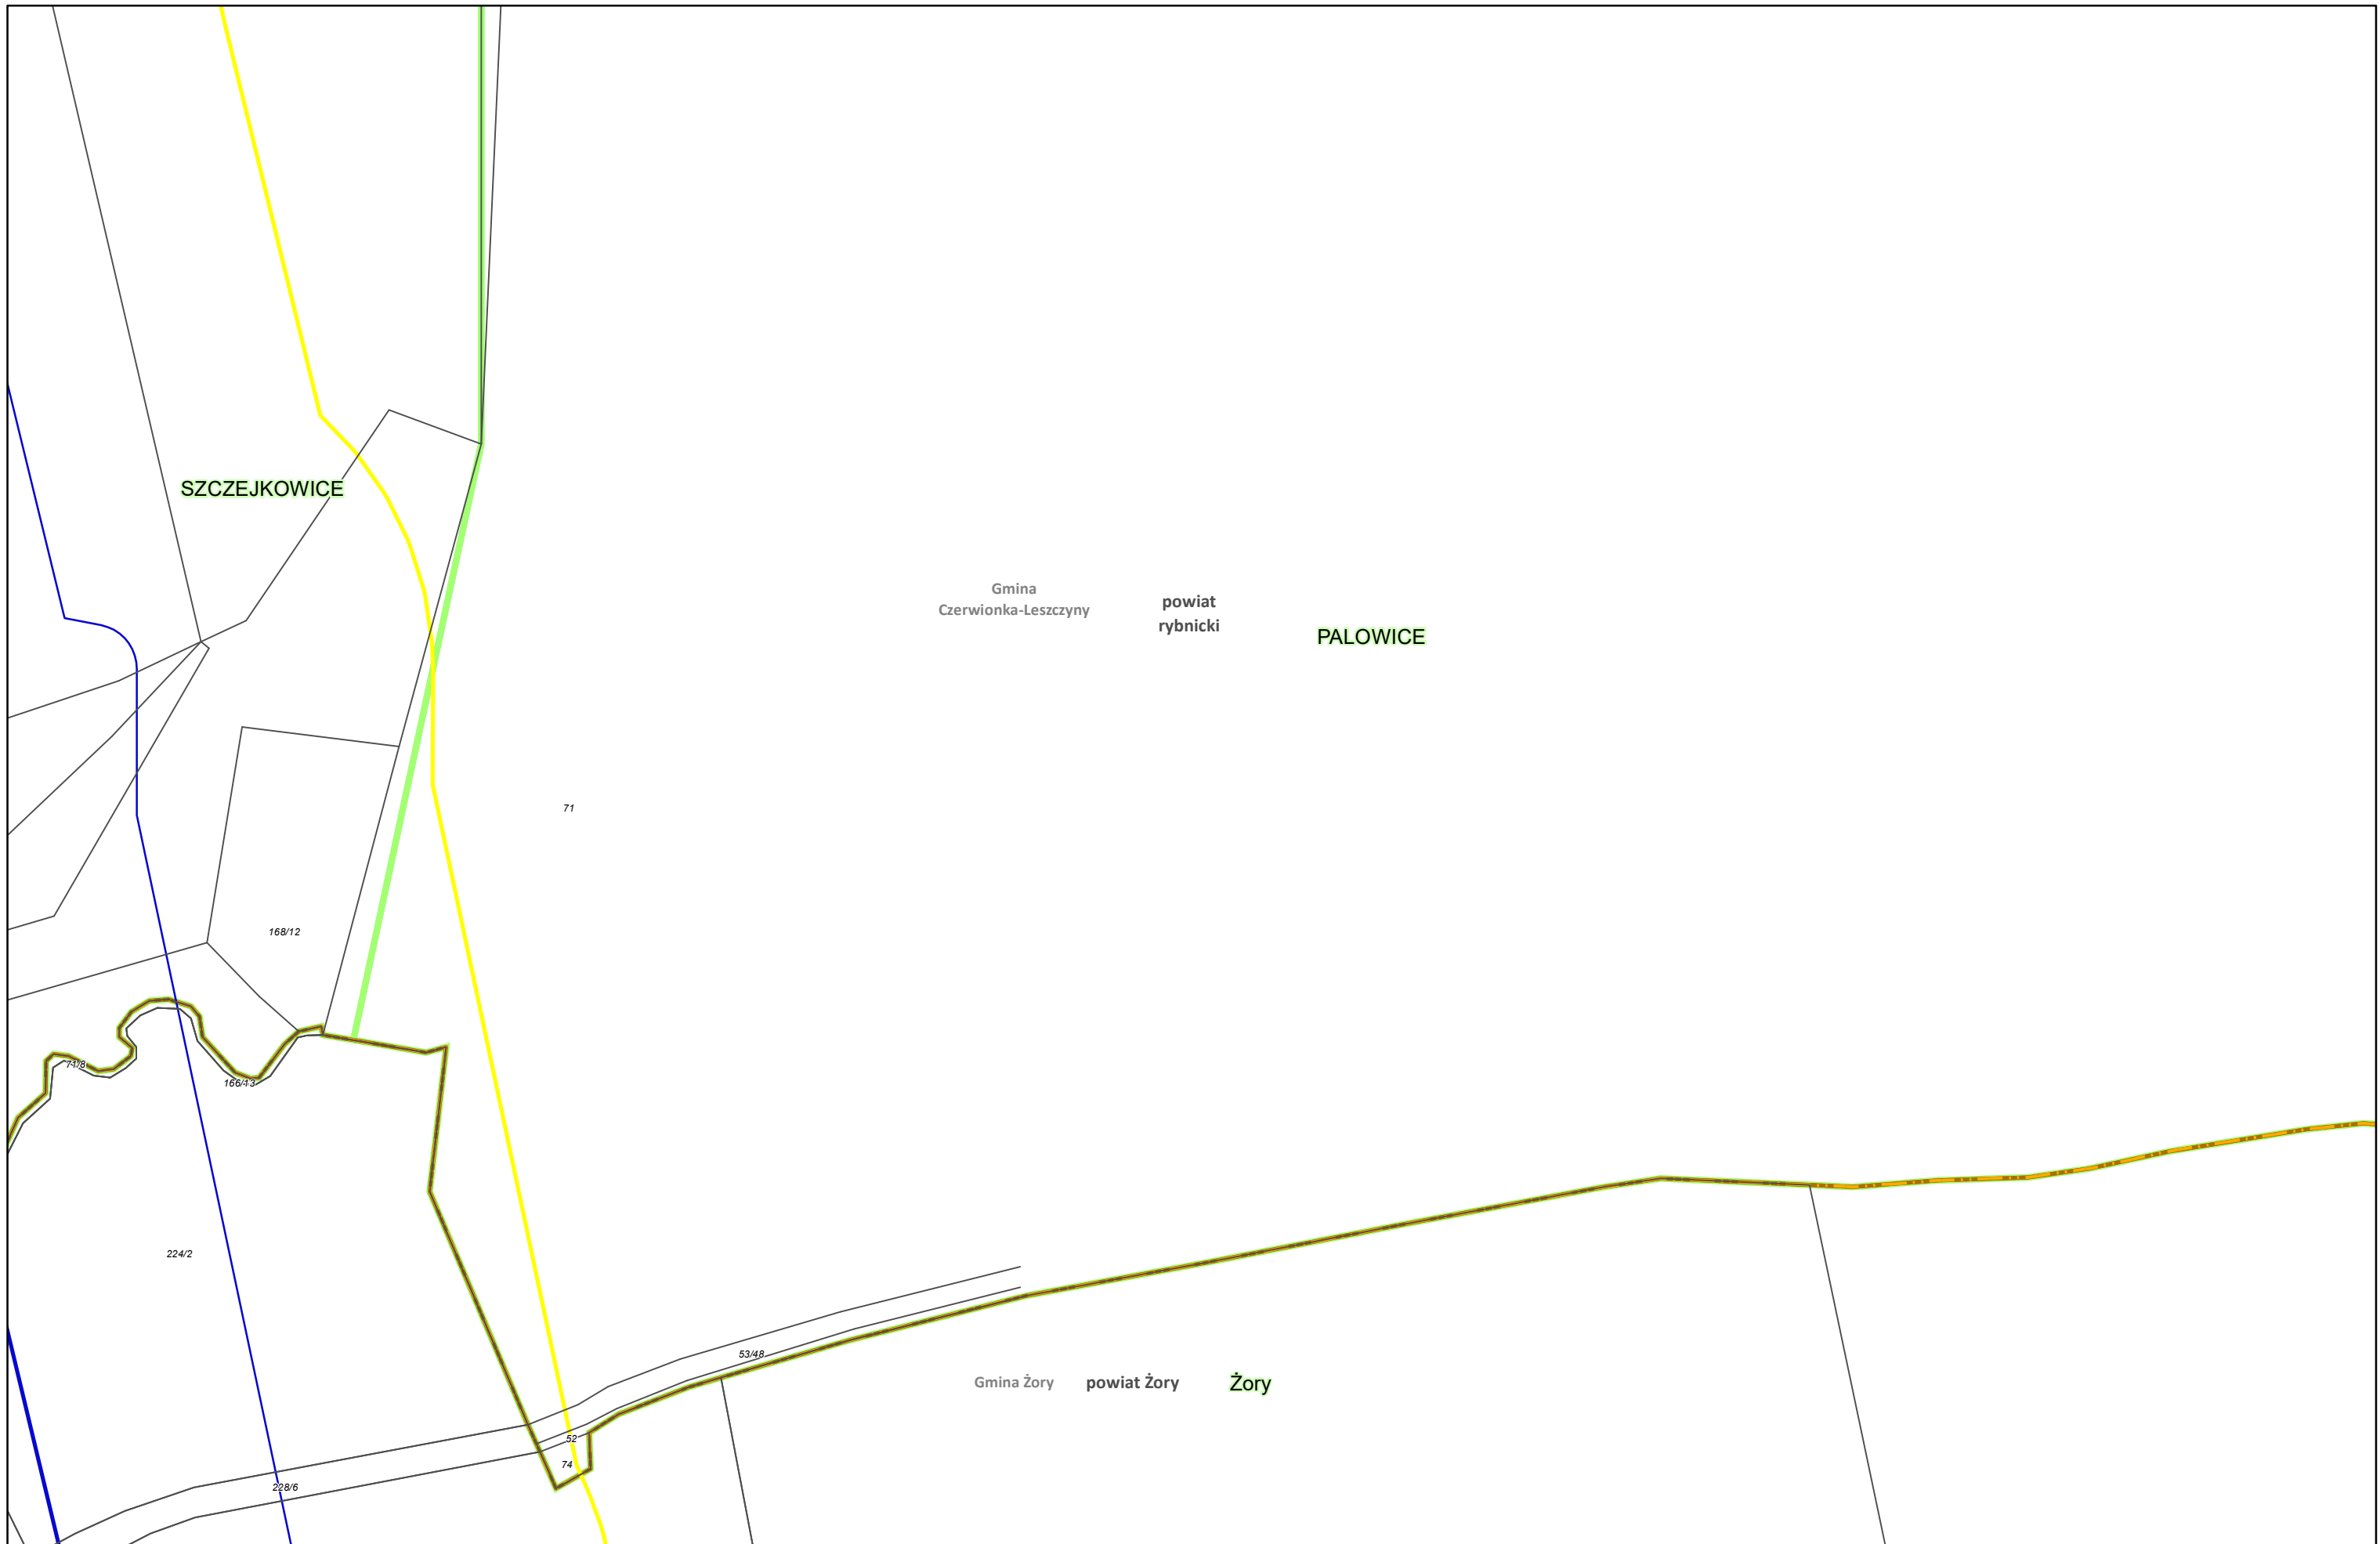 SZCZEJKOWICE
Gmina
Czerwionka-Leszczyny
powiat
rybnicki
PALOWICE
71
168/12
71/8
166/13
224/2
53/48
Gmina Żory
powiat Żory
Żory
52
74
228/6